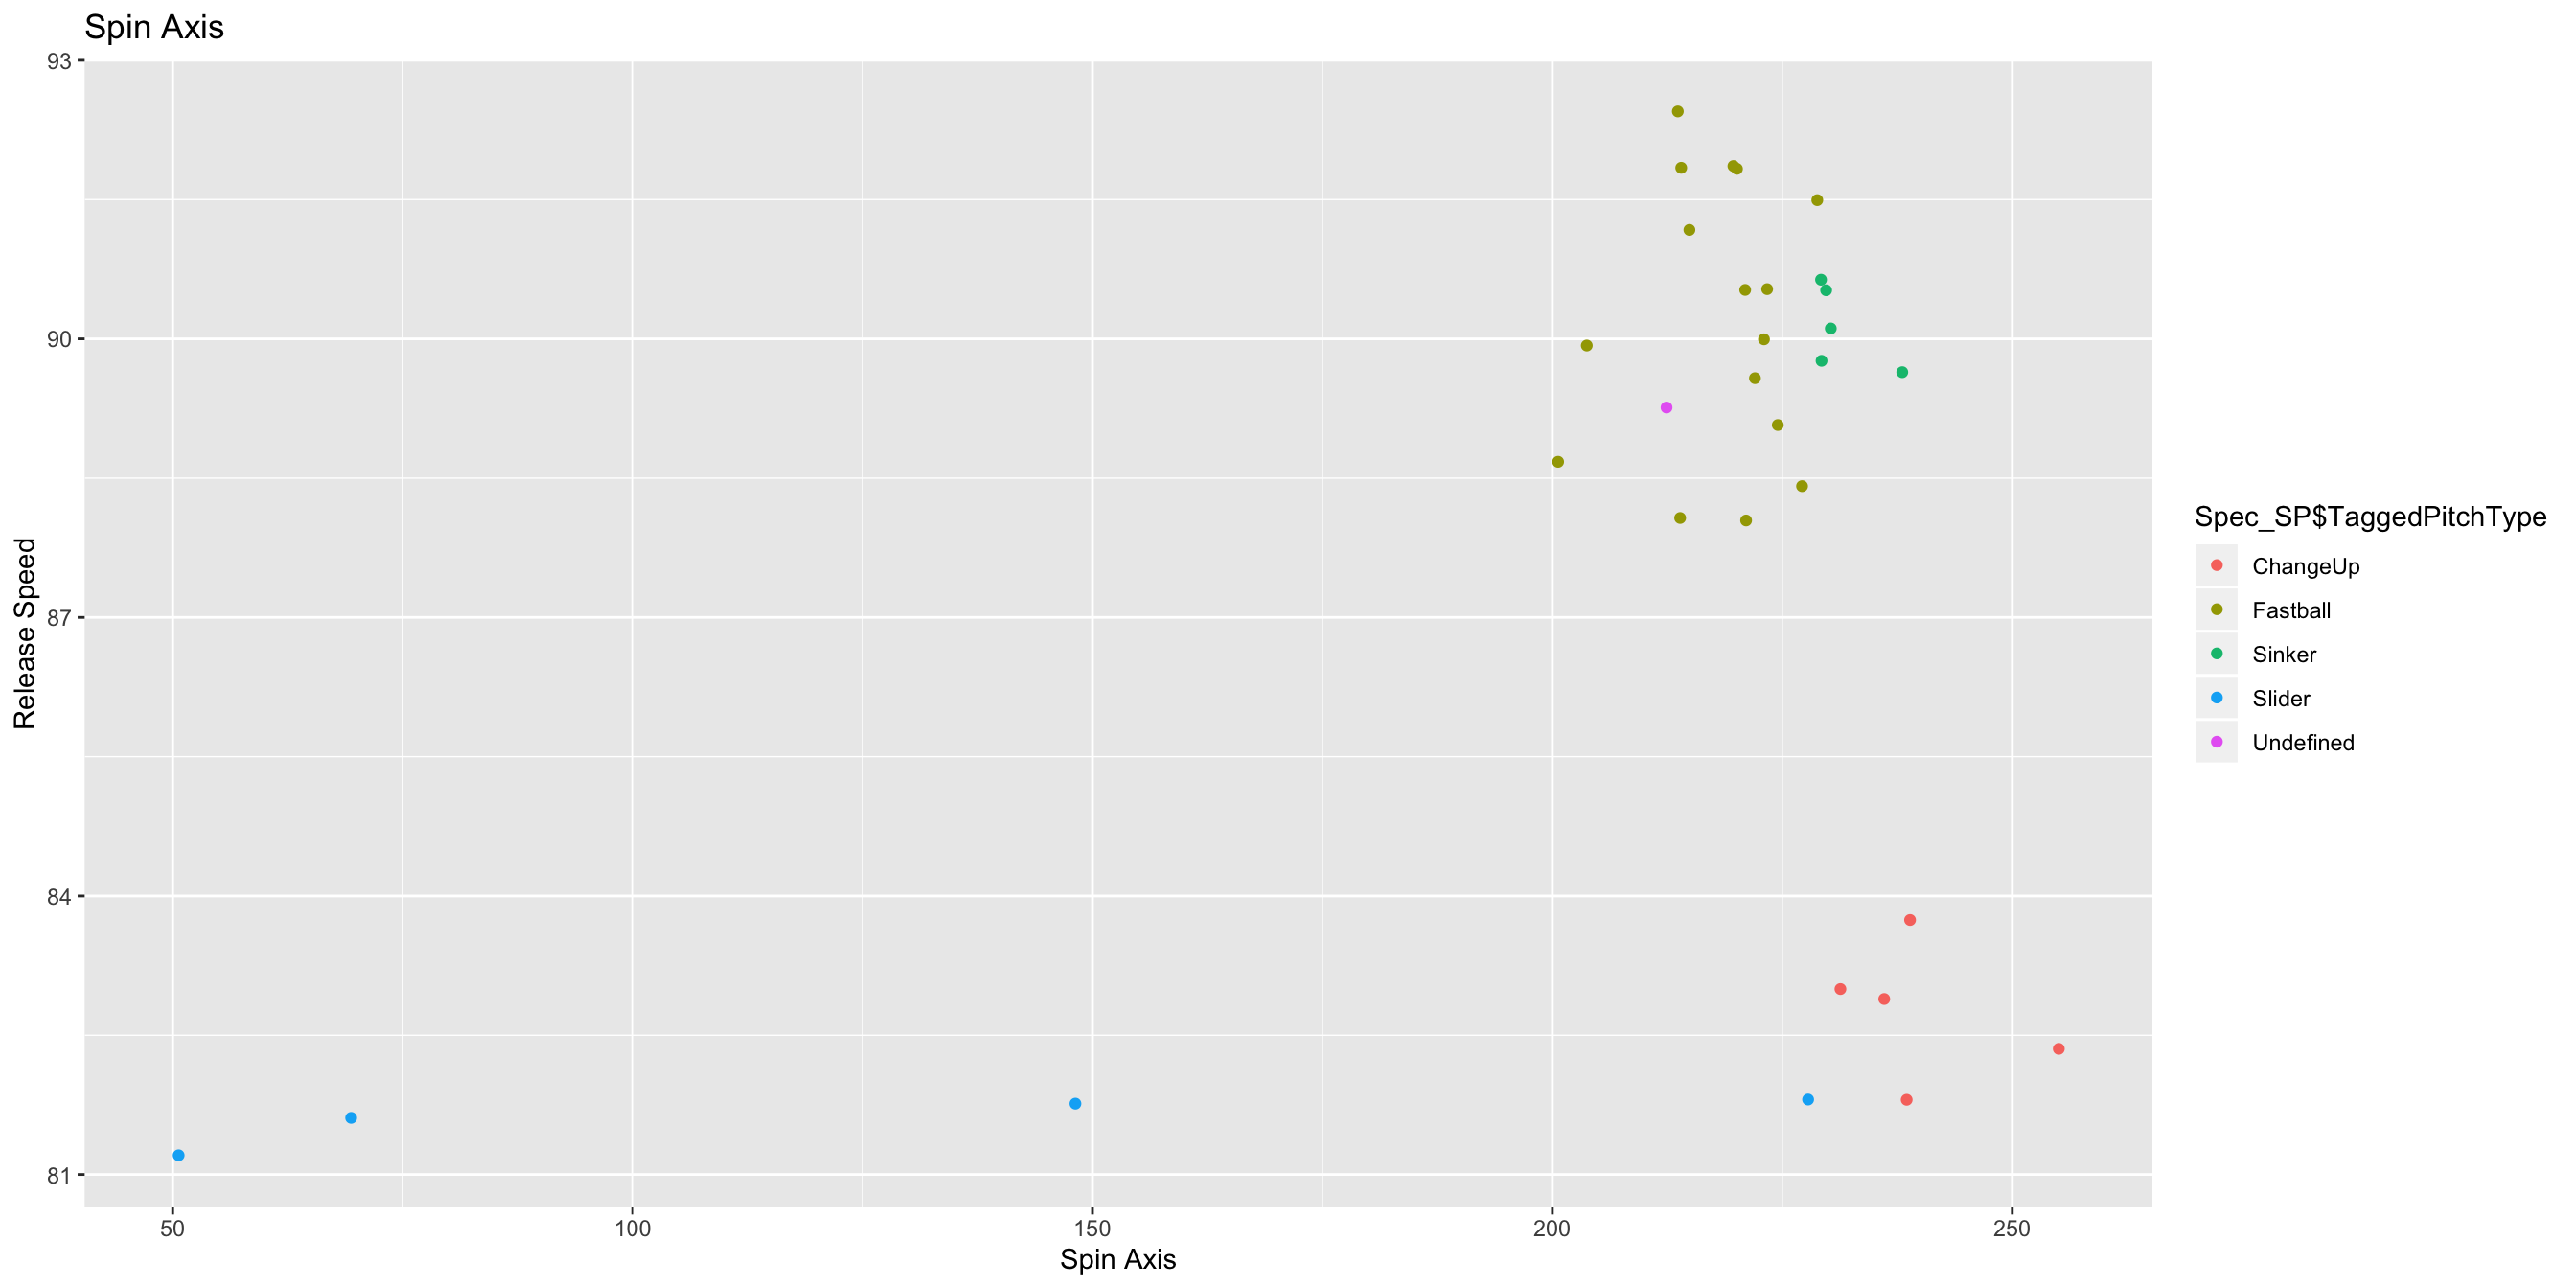 Spin Axis
93
90
87
84
81
Release Speed
50 100 150 200 250
Spin Axis
Spec_SP$TaggedPitchType
ChangeUp
Fastball
Sinker
Slider
Undefined